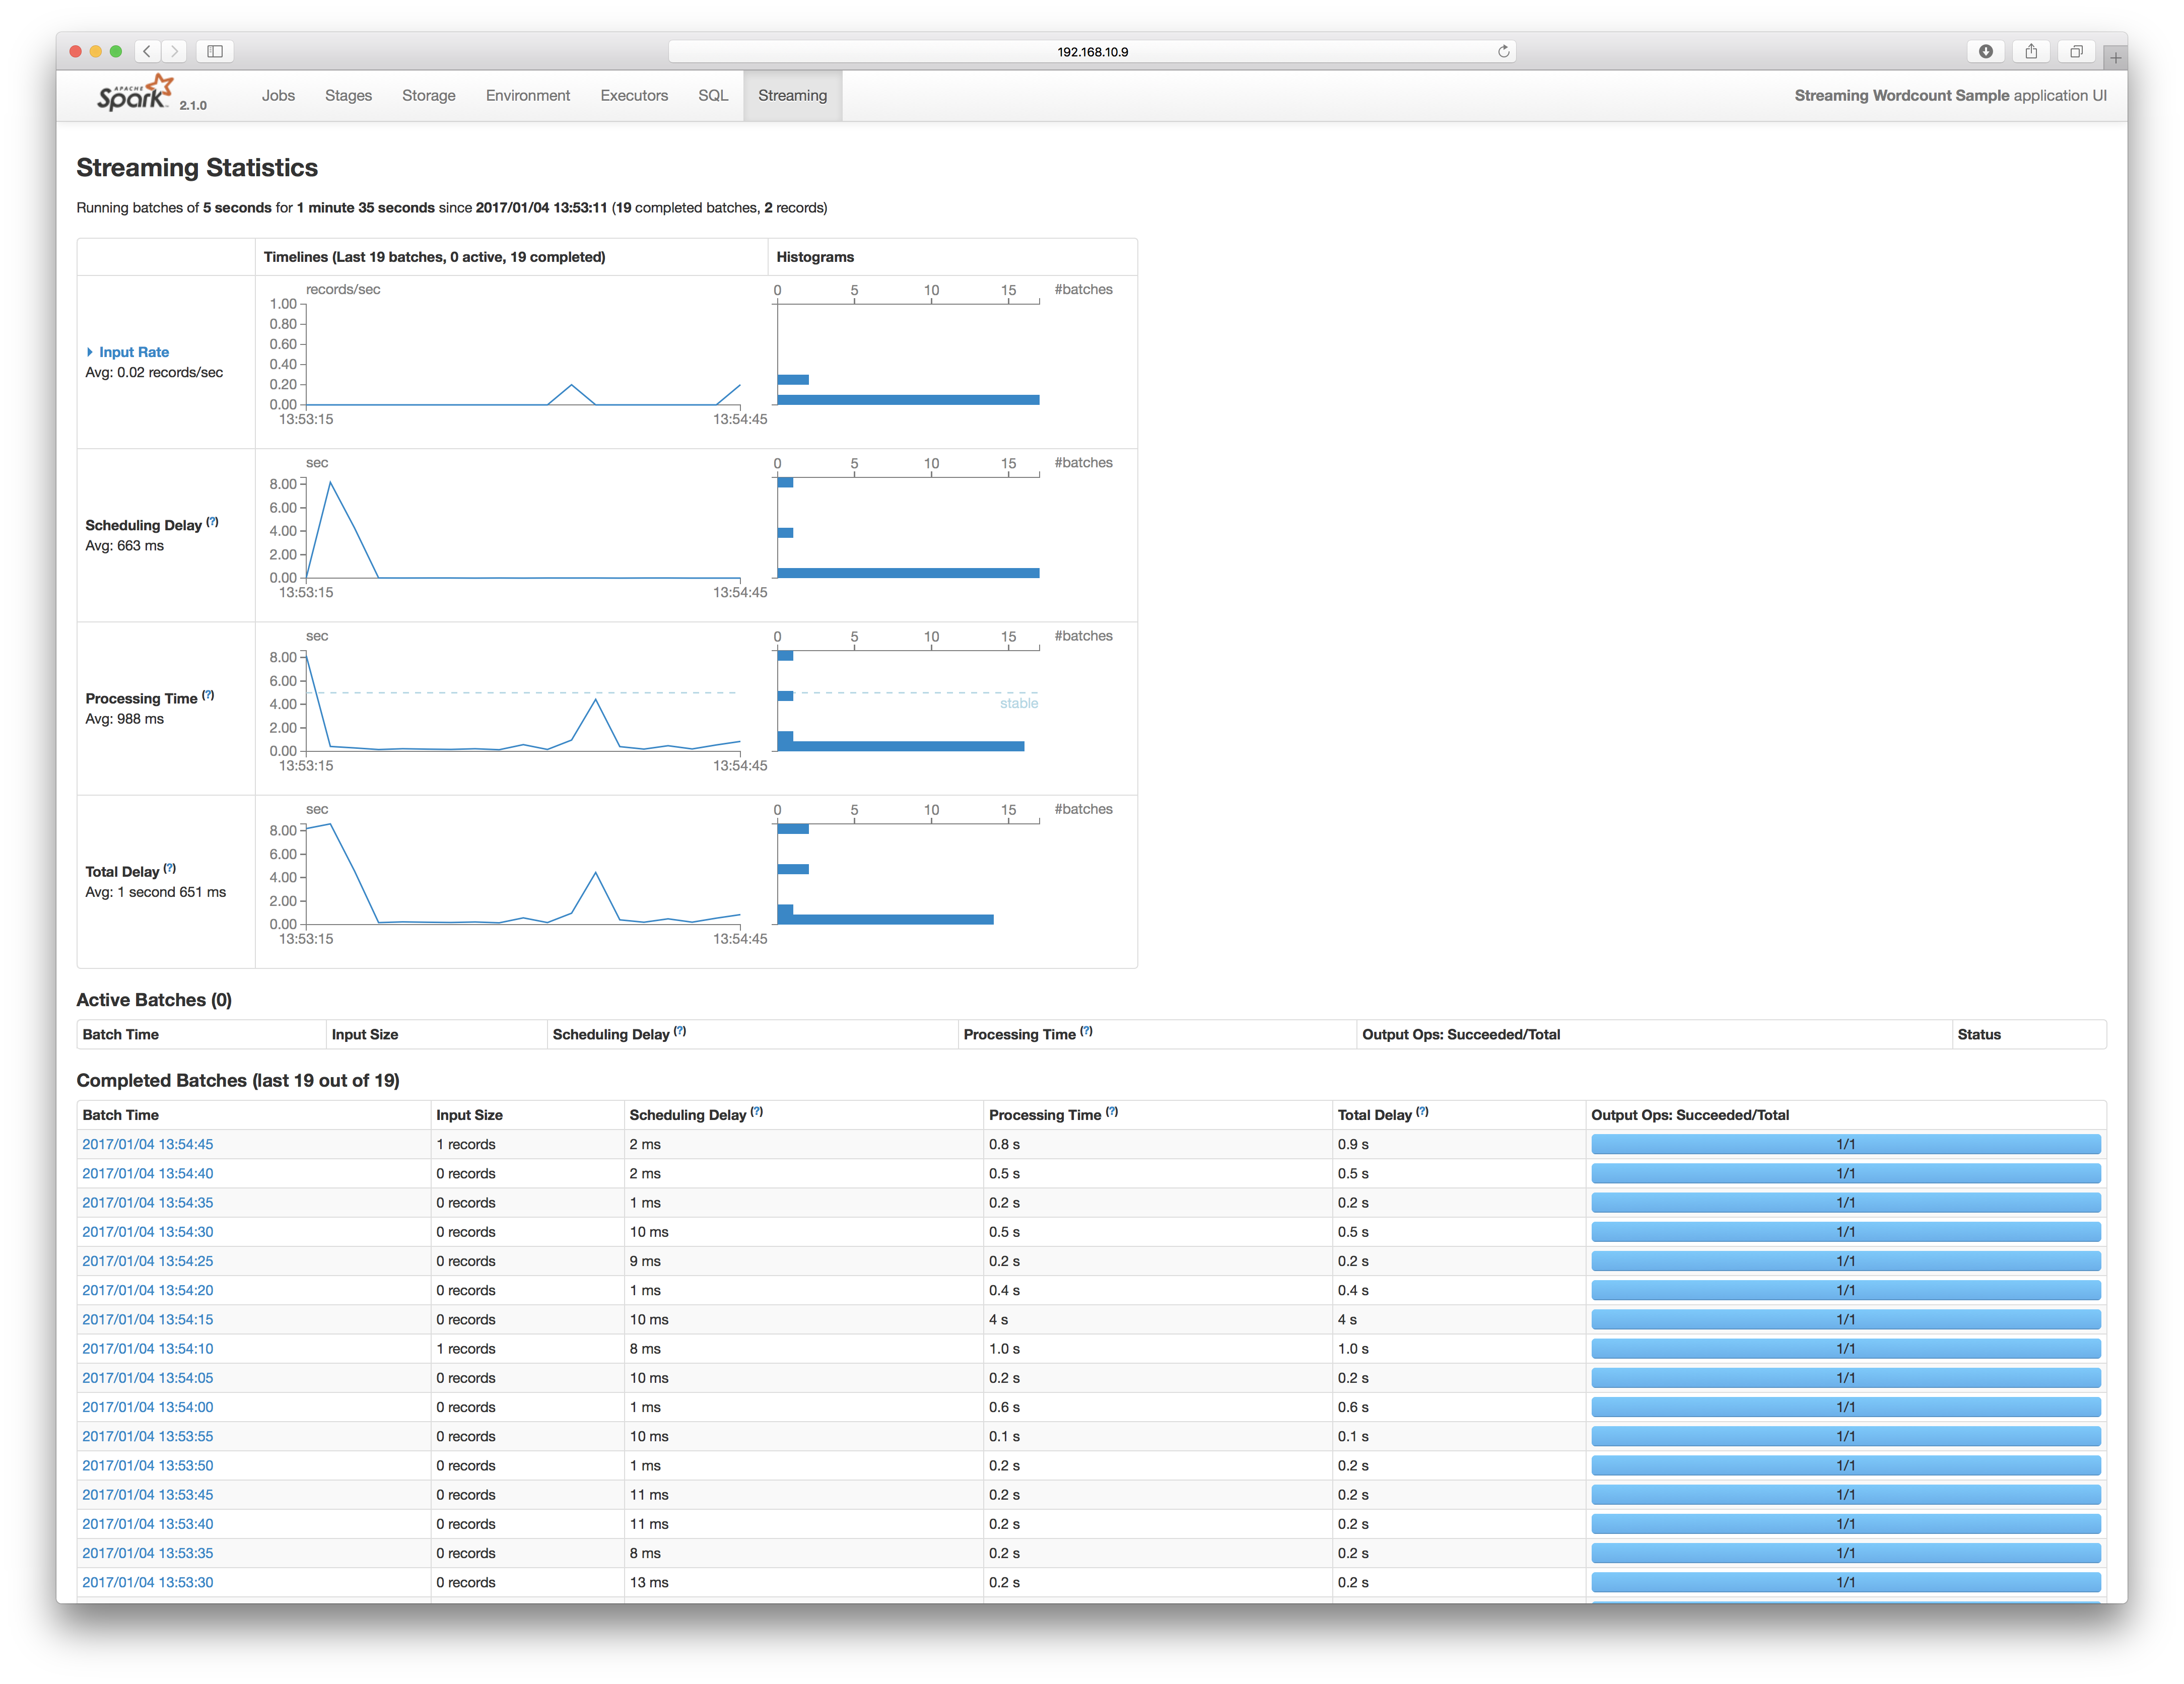 192.168.10.9
APACHE Spark 2.1.0 Jobs Stages Storage Environment Executors SQL Streaming Streaming Wordcount Sample application UI
Streaming Statistics
Running batches of 5 seconds for 1 minute 35 seconds since 2017/01/04 13:53:11 (19 completed batches, 2 records)
Timelines (Last 19 batches, 0 active, 19 completed) Histograms
records/sec 0 5 10 15 #batches
1.00
0.80
0.60
Input Rate
0.40
Avg: 0.02 records/sec
0.20
0.00
13:53:15 13:54:45
sec 0 5 10 15 #batches
8.00
6.00
Scheduling Delay (?)
4.00
Avg: 663 ms
2.00
0.00
13:53:15 13:54:45
sec 0 5 10 15 #batches
8.00
6.00
Processing Time (?)
4.00 stable
Avg: 988 ms
2.00
0.00
13:53:15 13:54:45
sec 0 5 10 15 #batches
8.00
6.00
Total Delay (?)
4.00
Avg: 1 second 651 ms
2.00
0.00
13:53:15 13:54:45
Active Batches (0)
Batch Time Input Size Scheduling Delay (?) Processing Time (?) Output Ops: Succeeded/Total Status
Completed Batches (last 19 out of 19)
Batch Time Input Size Scheduling Delay (?) Processing Time (?) Total Delay (?) Output Ops: Succeeded/Total
2017/01/04 13:54:45 1 records 2 ms 0.8 s 0.9 s 1/1
2017/01/04 13:54:40 0 records 2 ms 0.5 s 0.5 s 1/1
2017/01/04 13:54:35 0 records 1 ms 0.2 s 0.2 s 1/1
2017/01/04 13:54:30 0 records 10 ms 0.5 s 0.5 s 1/1
2017/01/04 13:54:25 0 records 9 ms 0.2 s 0.2 s 1/1
2017/01/04 13:54:20 0 records 1 ms 0.4 s 0.4 s 1/1
2017/01/04 13:54:15 0 records 10 ms 4 s 4 s 1/1
2017/01/04 13:54:10 1 records 8 ms 1.0 s 1.0 s 1/1
2017/01/04 13:54:05 0 records 10 ms 0.2 s 0.2 s 1/1
2017/01/04 13:54:00 0 records 1 ms 0.6 s 0.6 s 1/1
2017/01/04 13:53:55 0 records 10 ms 0.1 s 0.1 s 1/1
2017/01/04 13:53:50 0 records 1 ms 0.2 s 0.2 s 1/1
2017/01/04 13:53:45 0 records 11 ms 0.2 s 0.2 s 1/1
2017/01/04 13:53:40 0 records 11 ms 0.2 s 0.2 s 1/1
2017/01/04 13:53:35 0 records 8 ms 0.2 s 0.2 s 1/1
2017/01/04 13:53:30 0 records 13 ms 0.2 s 0.2 s 1/1